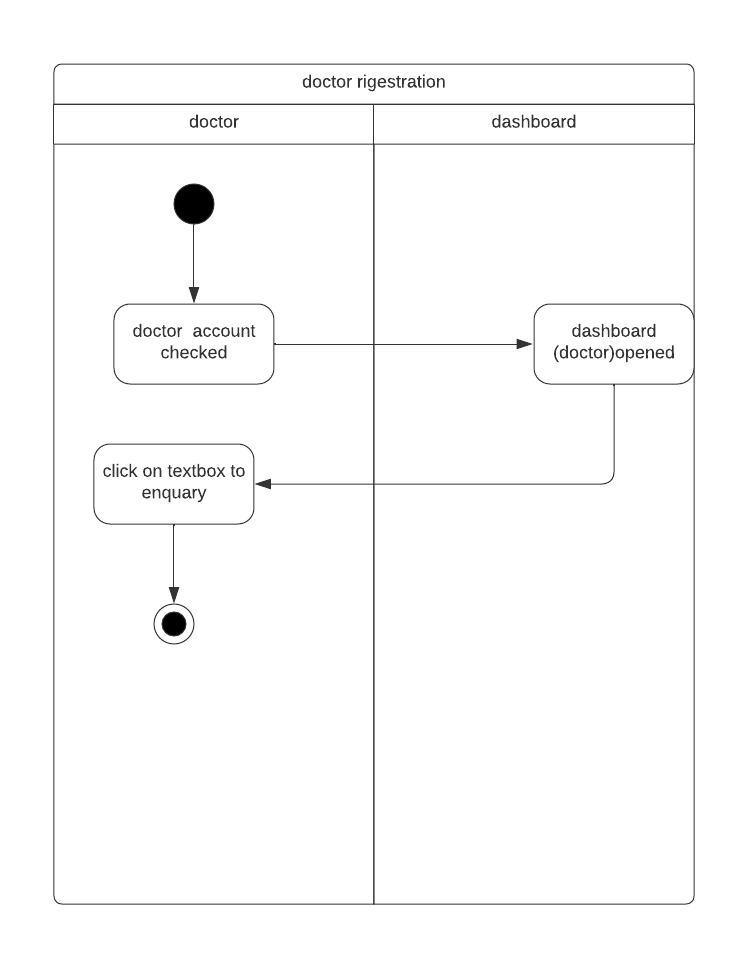 doctor rigestration
doctor
dashboard
doctor account
checked
dashboard
(doctor)opened
click on textbox to
enquary